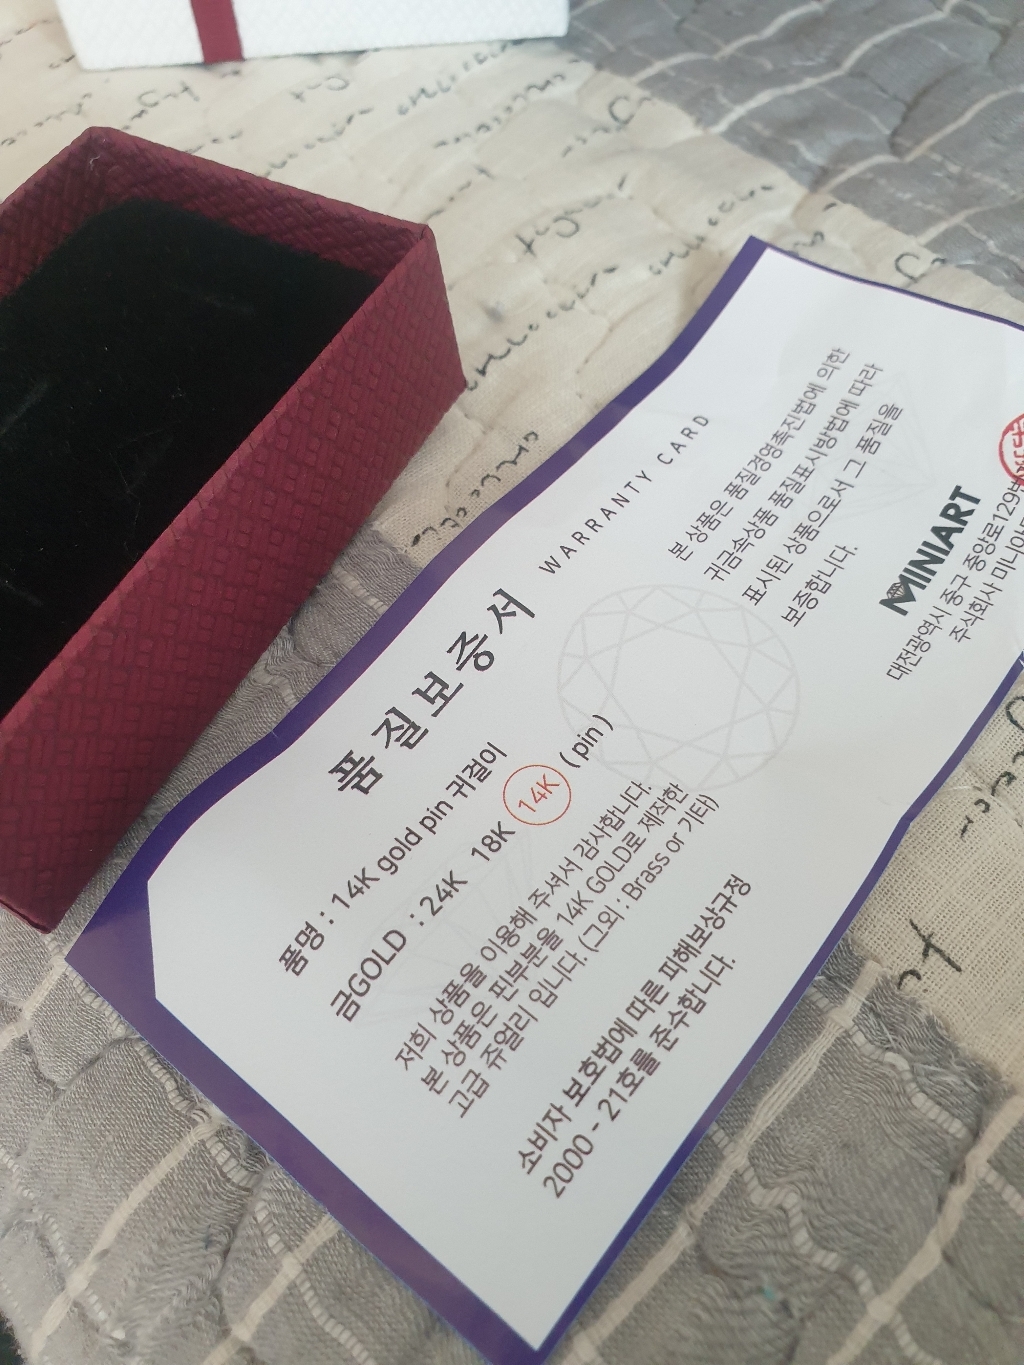 품질보증서
WARRANTY CARD
품명 : 14K gold pin 귀걸이
금GOLD : 24K 18K 14K ( pin )
저희 상품을 이용해 주셔서 감사합니다.
본 상품은 핀부분을 14K GOLD로 제작한
고급 쥬얼리 입니다. (그외 : Brass or 기타)
소비자 보호법에 따른 피해보상규정
2000 - 21호를 준수합니다.
본 상품은 품질경영촉진법에 의한
귀금속상품 품질표시방법에 따라
표시된 상품으로서 그 품질을
보증합니다.
MINIART
대전광역시 중구 중앙로129번
주식회사 미니아트